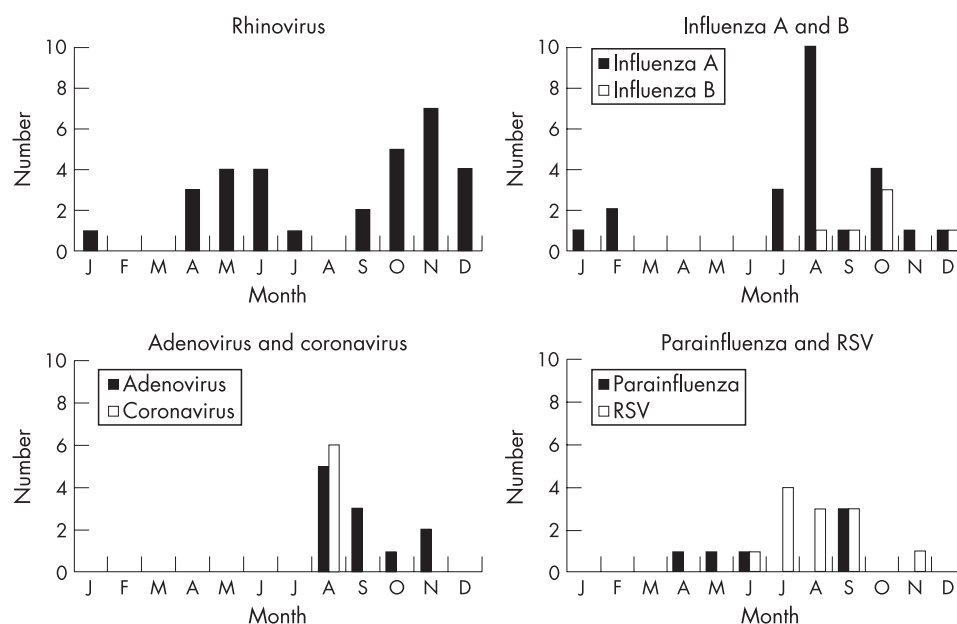 Rhinovirus
10
8
6
4
2
0
Number
J F M A M J J A S O N D
Month
Influenza A and B
Influenza A
Influenza B
10
8
6
4
2
0
Number
J F M A M J J A S O N D
Month
Adenovirus and coronavirus
Adenovirus
Coronavirus
10
8
6
4
2
0
Number
J F M A M J J A S O N D
Month
Parainfluenza and RSV
Parainfluenza
RSV
10
8
6
4
2
0
Number
J F M A M J J A S O N D
Month